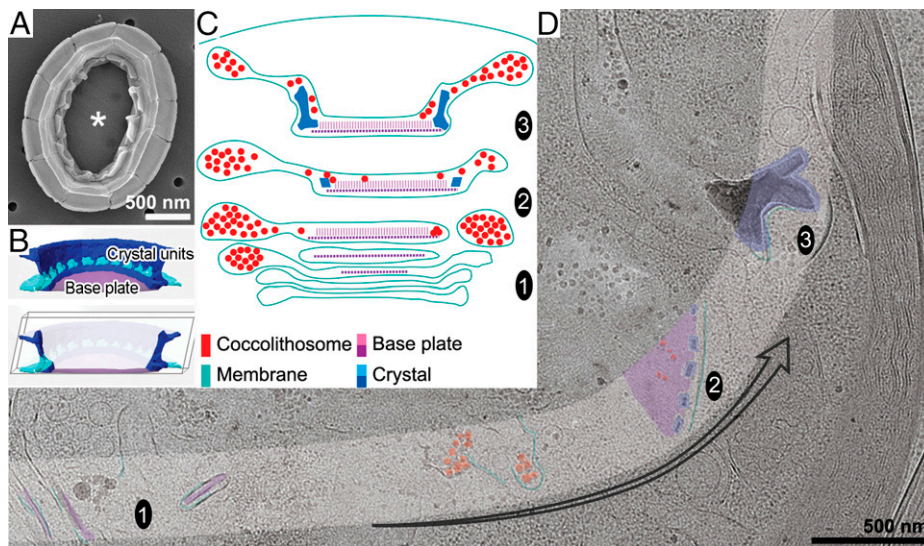 A
*
500 nm
B
Crystal units
Base plate
C
3
2
1
Coccolithosome
Base plate
Membrane
Crystal
D
3
2
1
500 nm